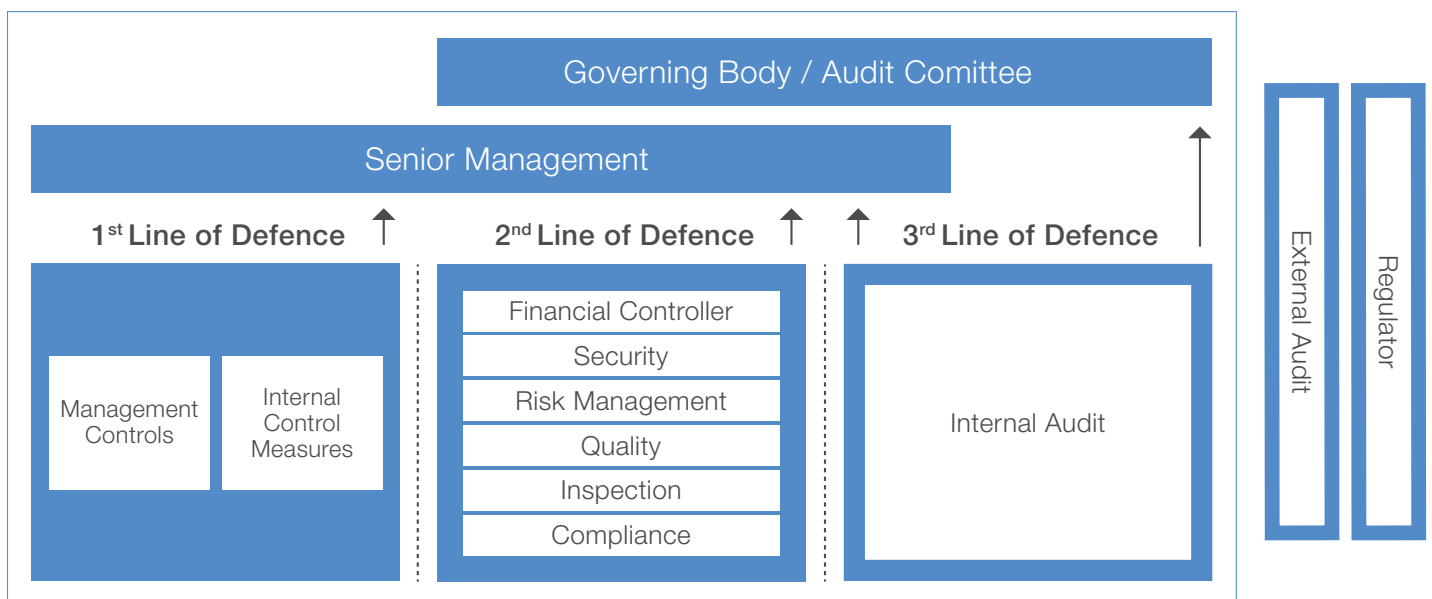 Governing Body / Audit Comittee
Senior Management
1st Line of Defence
2nd Line of Defence
3rd Line of Defence
Management
Controls
Internal
Control
Measures
Financial Controller
Security
Risk Management
Quality
Inspection
Compliance
Internal Audit
External Audit
Regulator